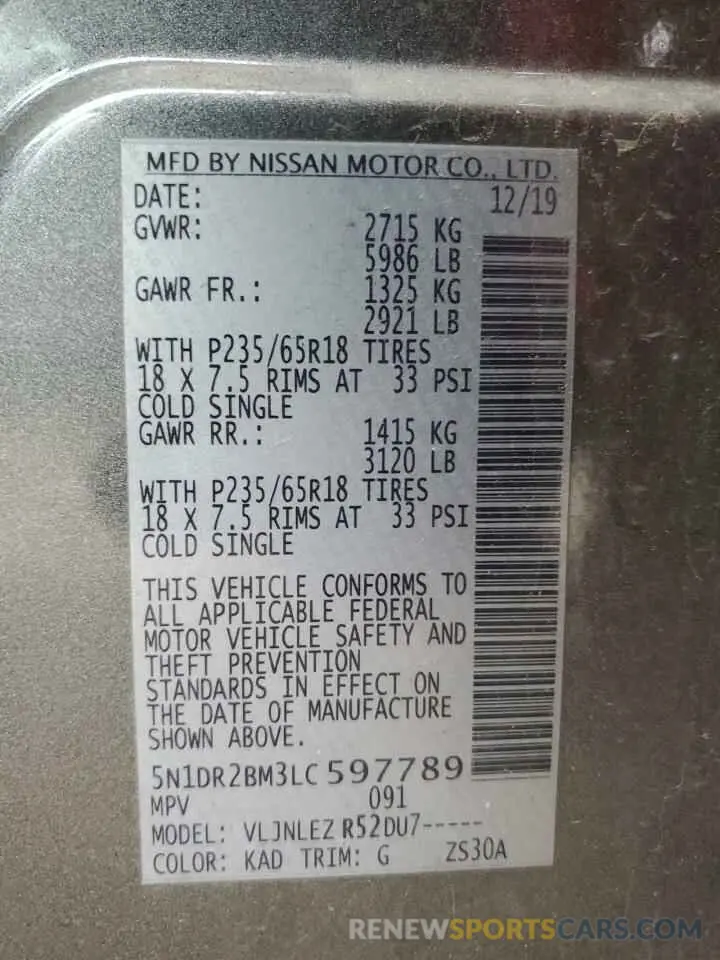 MFD BY NISSAN MOTOR CO., LTD.
DATE: 12/19
GVWR: 2715 KG
5986 LB
GAWR FR.: 1325 KG
2921 LB
WITH P235/65R18 TIRES
18 X 7.5 RIMS AT 33 PSI
COLD SINGLE
GAWR RR.: 1415 KG
3120 LB
WITH P235/65R18 TIRES
18 X 7.5 RIMS AT 33 PSI
COLD SINGLE
THIS VEHICLE CONFORMS TO
ALL APPLICABLE FEDERAL
MOTOR VEHICLE SAFETY AND
THEFT PREVENTION
STANDARDS IN EFFECT ON
THE DATE OF MANUFACTURE
SHOWN ABOVE.
5N1DR2BM3LC597789
MPV 091
MODEL: VLJNLEZ R52DU7-----
COLOR: KAD TRIM: G ZS30A
RENEWSPORTSCARS.COM